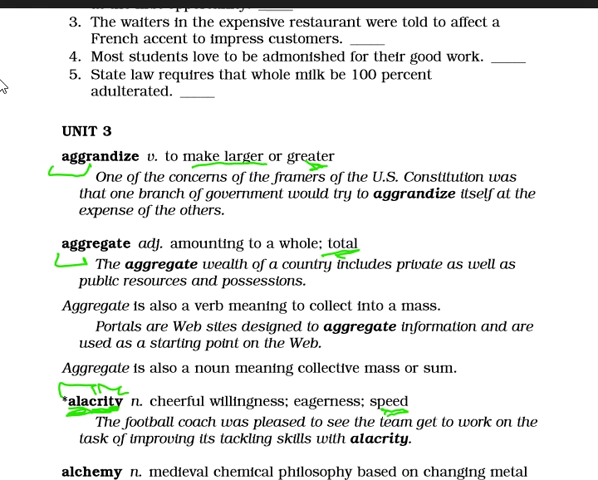 3. The waiters in the expensive restaurant were told to affect a
French accent to impress customers. _____
4. Most students love to be admonished for their good work. _____
5. State law requires that whole milk be 100 percent
adulterated. _____
UNIT 3
aggrandize v. to make larger or greater
One of the concerns of the framers of the U.S. Constitution was
that one branch of government would try to aggrandize itself at the
expense of the others.
aggregate adj. amounting to a whole; total
The aggregate wealth of a country includes private as well as
public resources and possessions.
Aggregate is also a verb meaning to collect into a mass.
Portals are Web sites designed to aggregate information and are
used as a starting point on the Web.
Aggregate is also a noun meaning collective mass or sum.
*alacrity n. cheerful willingness; eagerness; speed
The football coach was pleased to see the team get to work on the
task of improving its tackling skills with alacrity.
alchemy n. medieval chemical philosophy based on changing metal